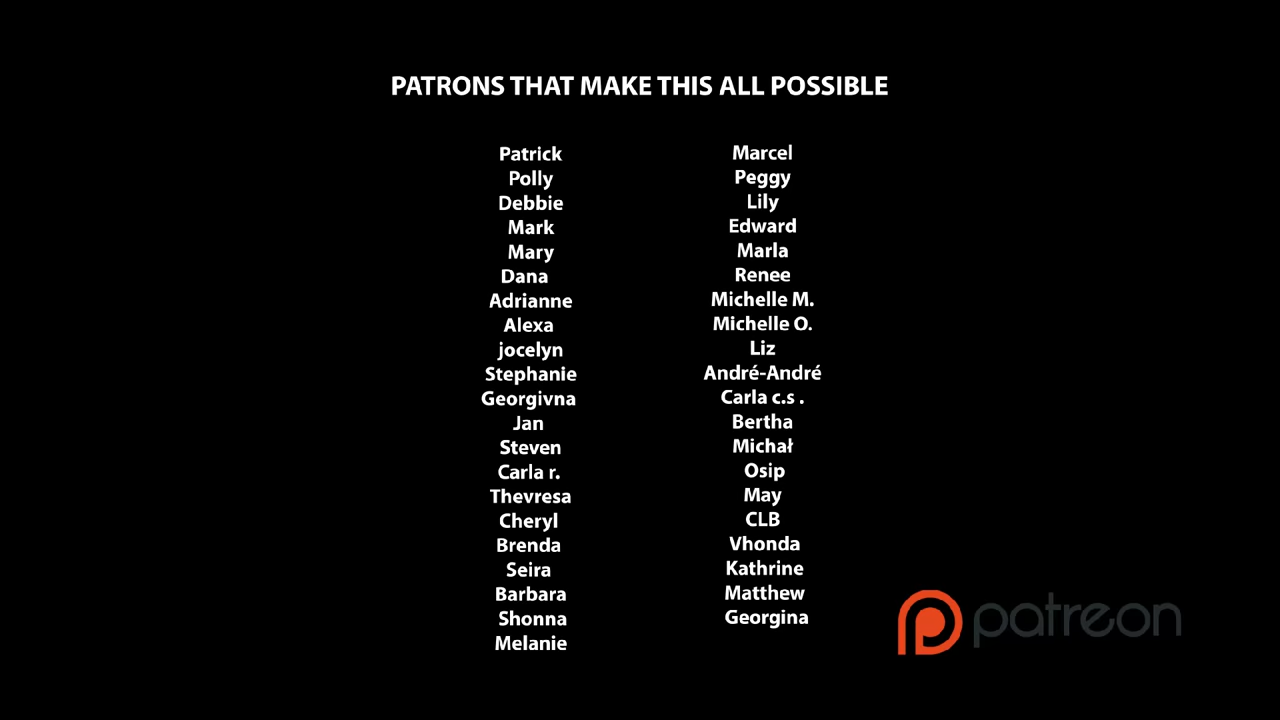 PATRONS THAT MAKE THIS ALL POSSIBLE
Patrick
Polly
Debbie
Mark
Mary
Dana
Adrianne
Alexa
jocelyn
Stephanie
Georgivna
Jan
Steven
Carla r.
Thevresa
Cheryl
Brenda
Seira
Barbara
Shonna
Melanie
Marcel
Peggy
Lily
Edward
Marla
Renee
Michelle M.
Michelle O.
Liz
André-André
Carla c.s .
Bertha
Michał
Osip
May
CLB
Vhonda
Kathrine
Matthew
Georgina
patreon